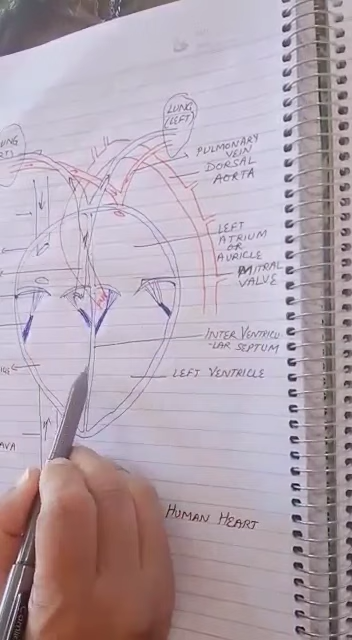 LUNG
LEFT
PULMONARY
VEIN
DORSAL
AORTA
LEFT
ATRIUM
OR
AURICLE
MITRAL
VALVE
INTER VENTRICU
-LAR SEPTUM
LEFT VENTRICLE
AVA
HUMAN HEART